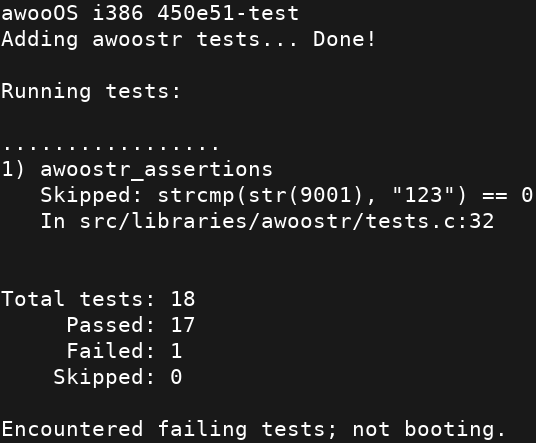 awooOS i386 450e51-test
Adding awoostr tests... Done!
Running tests:
.................
1) awoostr_assertions
Skipped: strcmp(str(9001), "123") == 0
In src/libraries/awoostr/tests.c:32
Total tests: 18
Passed: 17
Failed: 1
Skipped: 0
Encountered failing tests; not booting.